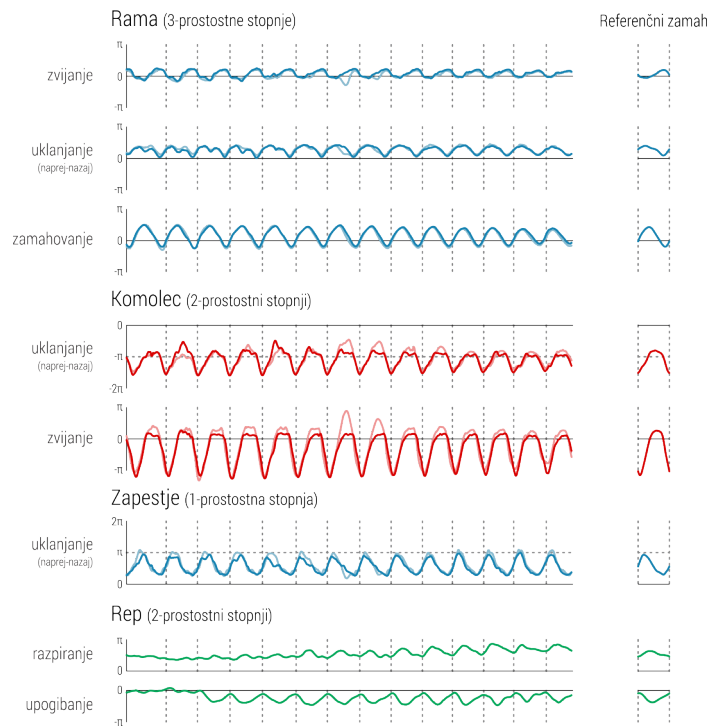 Rama (3-prostostne stopnje)
Referenčni zamah
π
zvijanje
0
-π
π
uklanjanje
0
(naprej-nazaj)
-π
π
zamahovanje
0
-π
Komolec (2-prostostni stopnji)
0
uklanjanje
-π
(naprej-nazaj)
-2π
π
zvijanje
0
-π
Zapestje (1-prostostna stopnja)
2π
uklanjanje
π
(naprej-nazaj)
0
Rep (2-prostostni stopnji)
π
razpiranje
0
0
upogibanje
-π